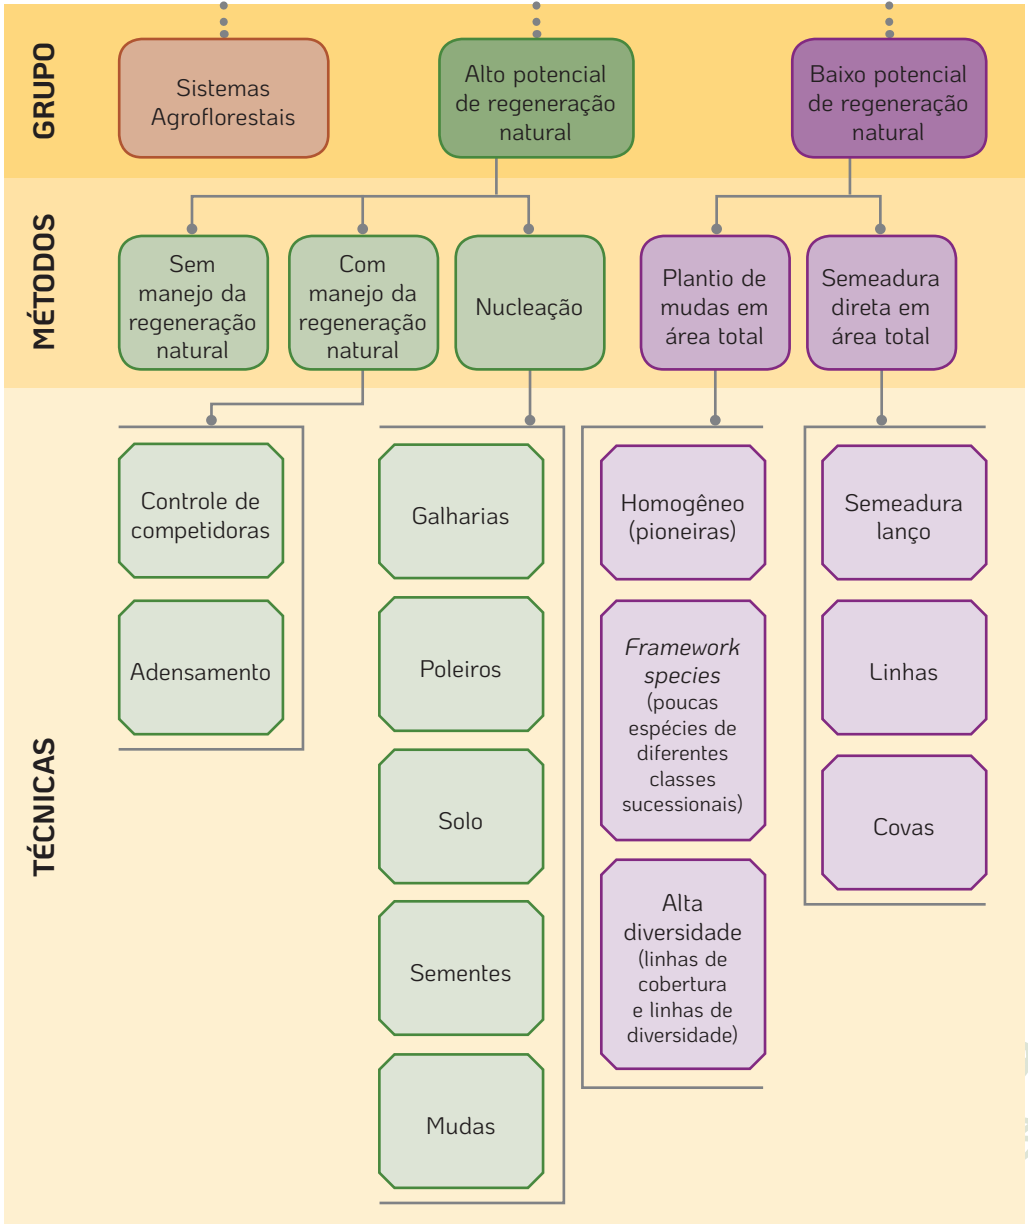 GRUPO
Sistemas
Agroflorestais
Alto potencial
de regeneração
natural
Baixo potencial
de regeneração
natural
MÉTODOS
Sem
manejo da
regeneração
natural
Com
manejo da
regeneração
natural
Nucleação
Plantio de
mudas em
área total
Semeadura
direta em
área total
TÉCNICAS
Controle de
competidoras
Adensamento
Galharias
Poleiros
Solo
Sementes
Mudas
Homogêneo
(pioneiras)
Framework
species
(poucas
espécies de
diferentes
classes
sucessionais)
Alta
diversidade
(linhas de
cobertura
e linhas de
diversidade)
Semeadura
lanço
Linhas
Covas